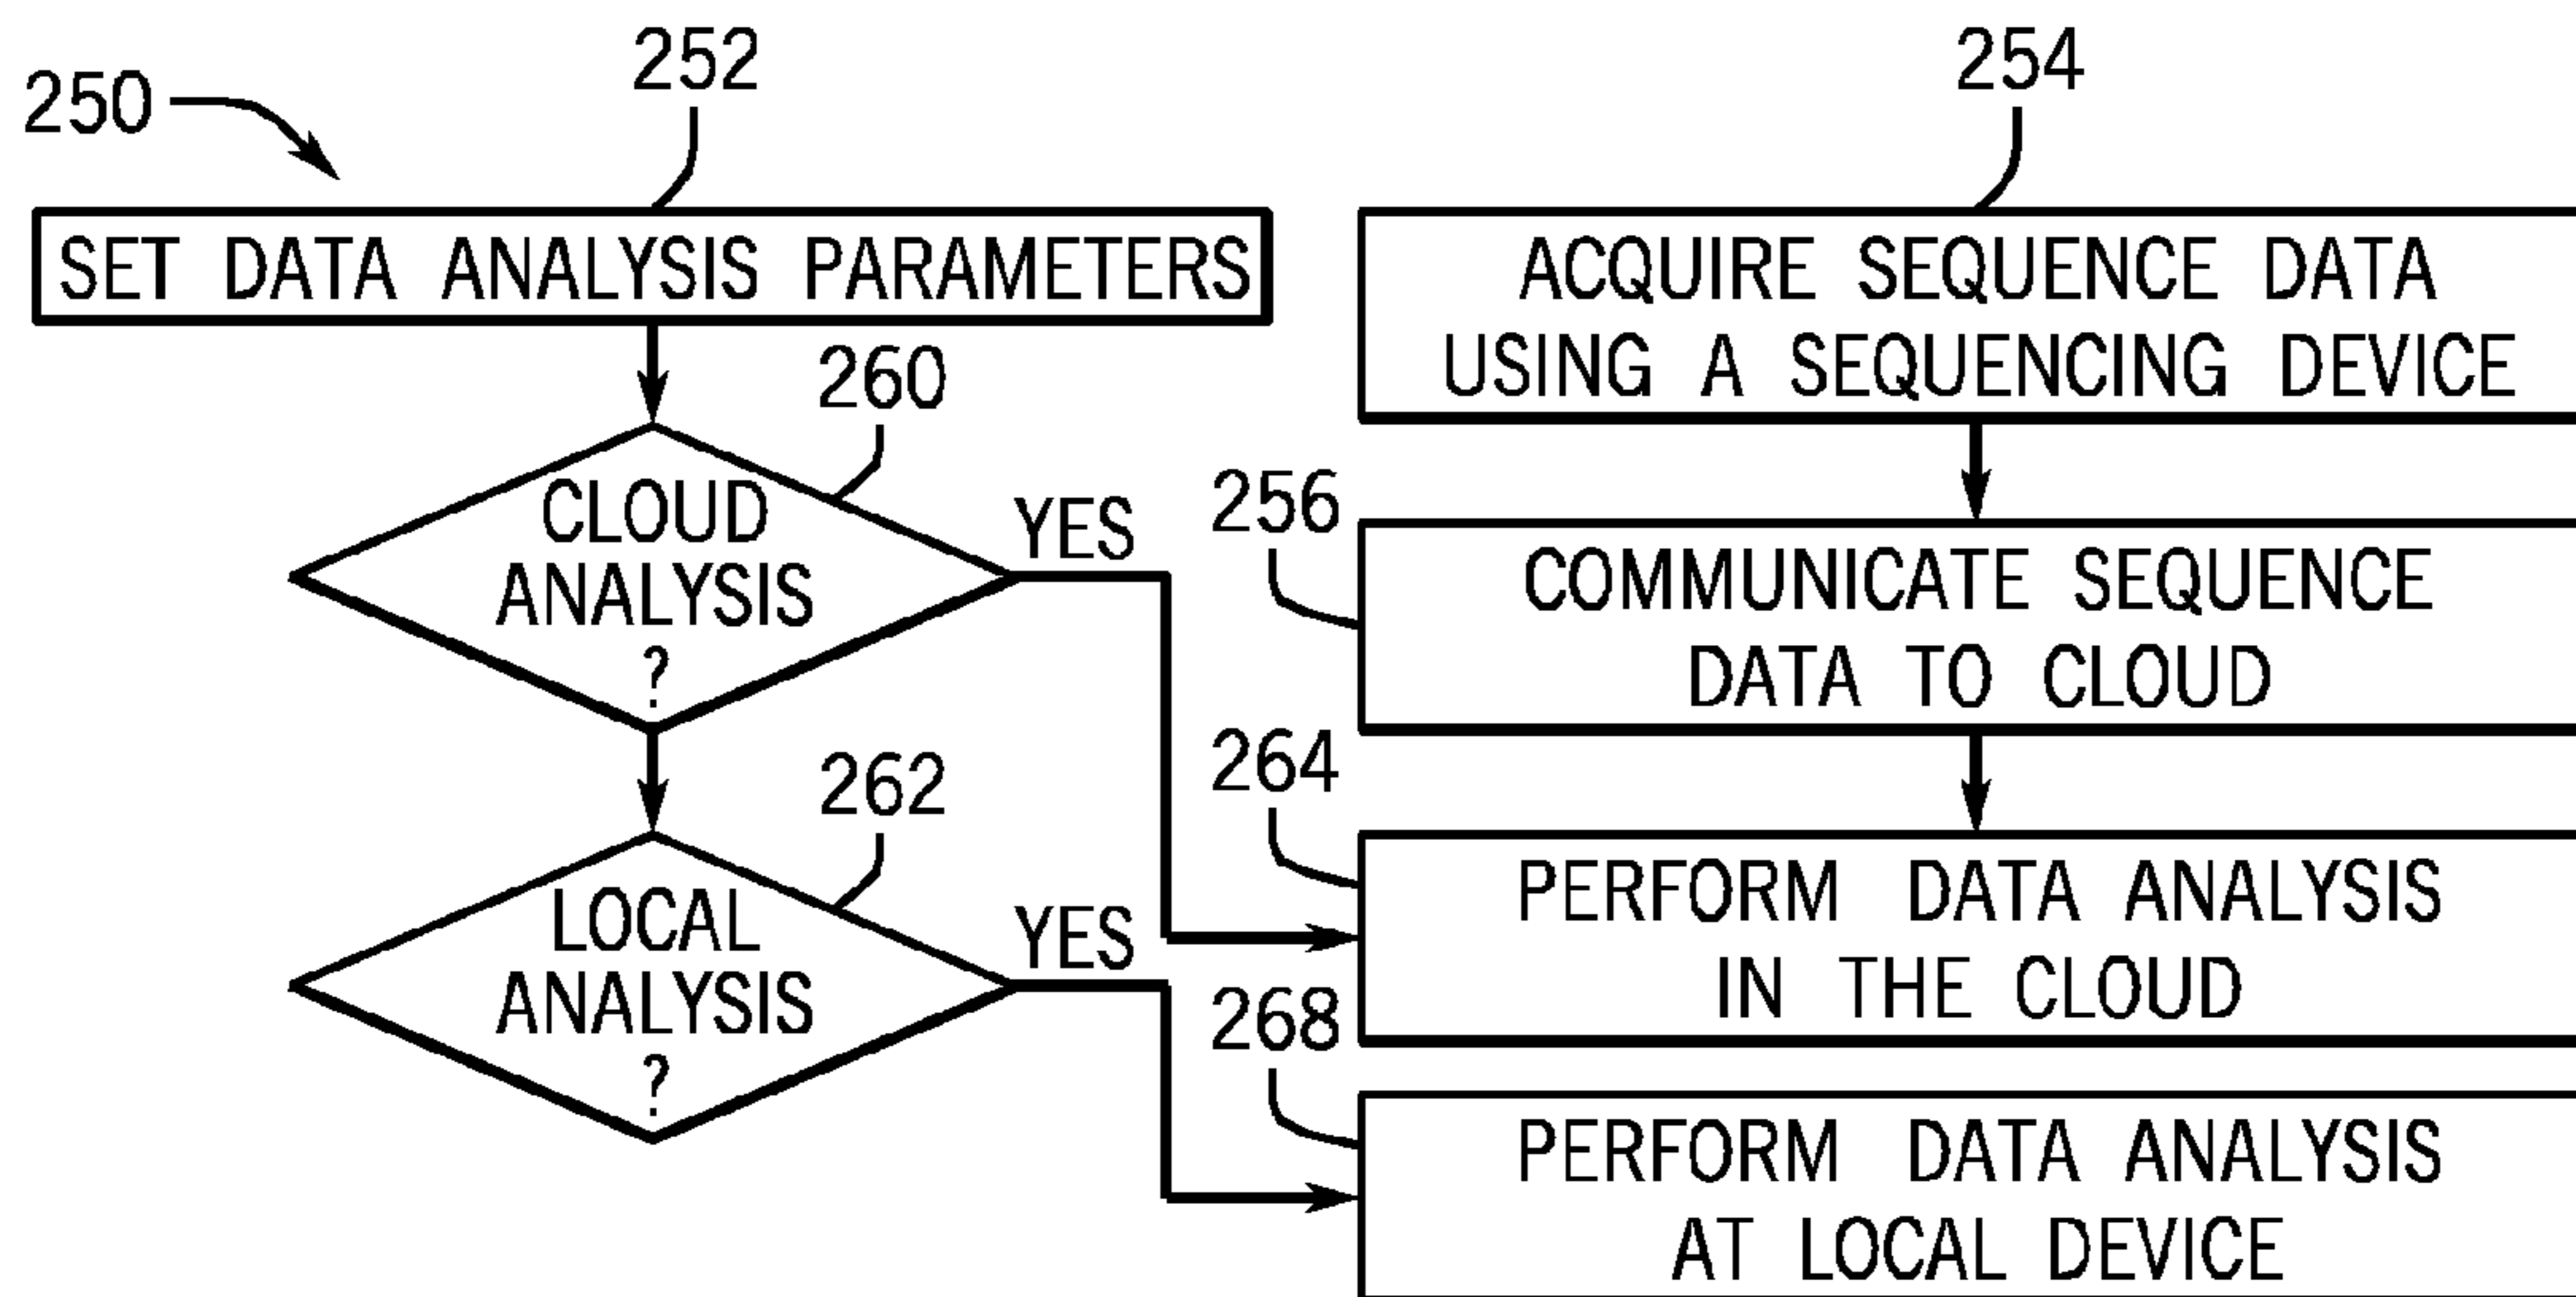 250
252
SET DATA ANALYSIS PARAMETERS
260
CLOUD
ANALYSIS
?
YES
262
LOCAL
ANALYSIS
?
YES
254
ACQUIRE SEQUENCE DATA
USING A SEQUENCING DEVICE
256
COMMUNICATE SEQUENCE
DATA TO CLOUD
264
PERFORM DATA ANALYSIS
IN THE CLOUD
268
PERFORM DATA ANALYSIS
AT LOCAL DEVICE